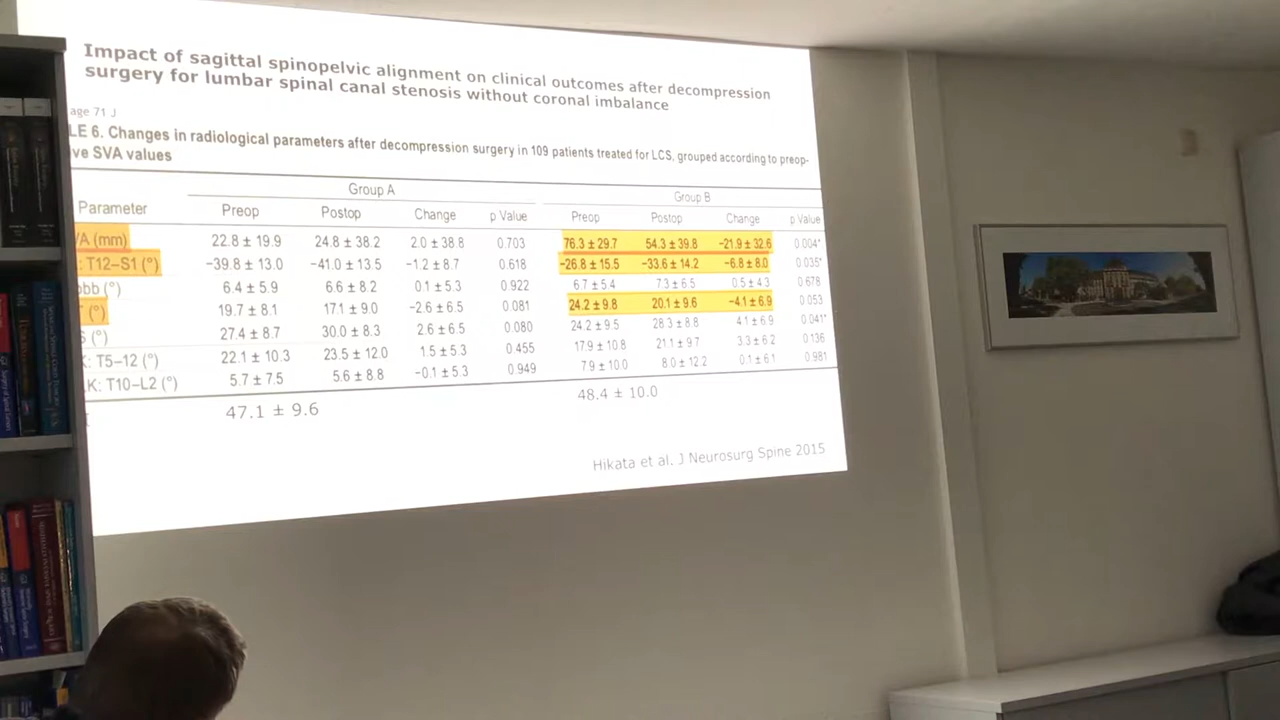 Impact of sagittal spinopelvic alignment on clinical outcomes after decompression
surgery for lumbar spinal canal stenosis without coronal imbalance
age 71 J
LE 6. Changes in radiological parameters after decompression surgery in 109 patients treated for LCS, grouped according to preop-
ve SVA values
Group A Group B
Parameter Preop Postop Change p Value Preop Postop Change p Value
VA (mm) 22.8 ± 19.9 24.8 ± 38.2 2.0 ± 38.8 0.703 76.3 ± 29.7 54.3 ± 39.8 −21.9 ± 32.6 0.004*
: T12–S1 (°) −39.8 ± 13.0 −41.0 ± 13.5 −1.2 ± 8.7 0.618 −26.8 ± 15.5 −33.6 ± 14.2 −6.8 ± 8.0 0.035*
obb (°) 6.4 ± 5.9 6.6 ± 8.2 0.1 ± 5.3 0.922 6.7 ± 5.4 7.3 ± 6.5 0.5 ± 4.3 0.678
(°) 19.7 ± 8.1 17.1 ± 9.0 −2.6 ± 6.5 0.081 24.2 ± 9.8 20.1 ± 9.6 −4.1 ± 6.9 0.053
S (°) 27.4 ± 8.7 30.0 ± 8.3 2.6 ± 6.5 0.080 24.2 ± 9.5 28.3 ± 8.8 4.1 ± 6.9 0.041*
K: T5–12 (°) 22.1 ± 10.3 23.5 ± 12.0 1.5 ± 5.3 0.455 17.9 ± 10.8 21.1 ± 9.7 3.3 ± 6.2 0.136
LK: T10–L2 (°) 5.7 ± 7.5 5.6 ± 8.8 −0.1 ± 5.3 0.949 7.9 ± 10.0 8.0 ± 12.2 0.1 ± 6.1 0.981
47.1 ± 9.6 48.4 ± 10.0
Hikata et al. J Neurosurg Spine 2015